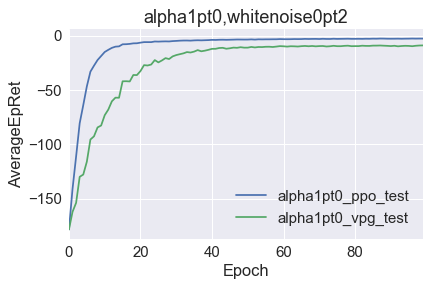 alpha1pt0,whitenoise0pt2
AverageEpRet
0
−50
−100
−150
alpha1pt0_ppo_test
alpha1pt0_vpg_test
0 20 40 60 80
Epoch